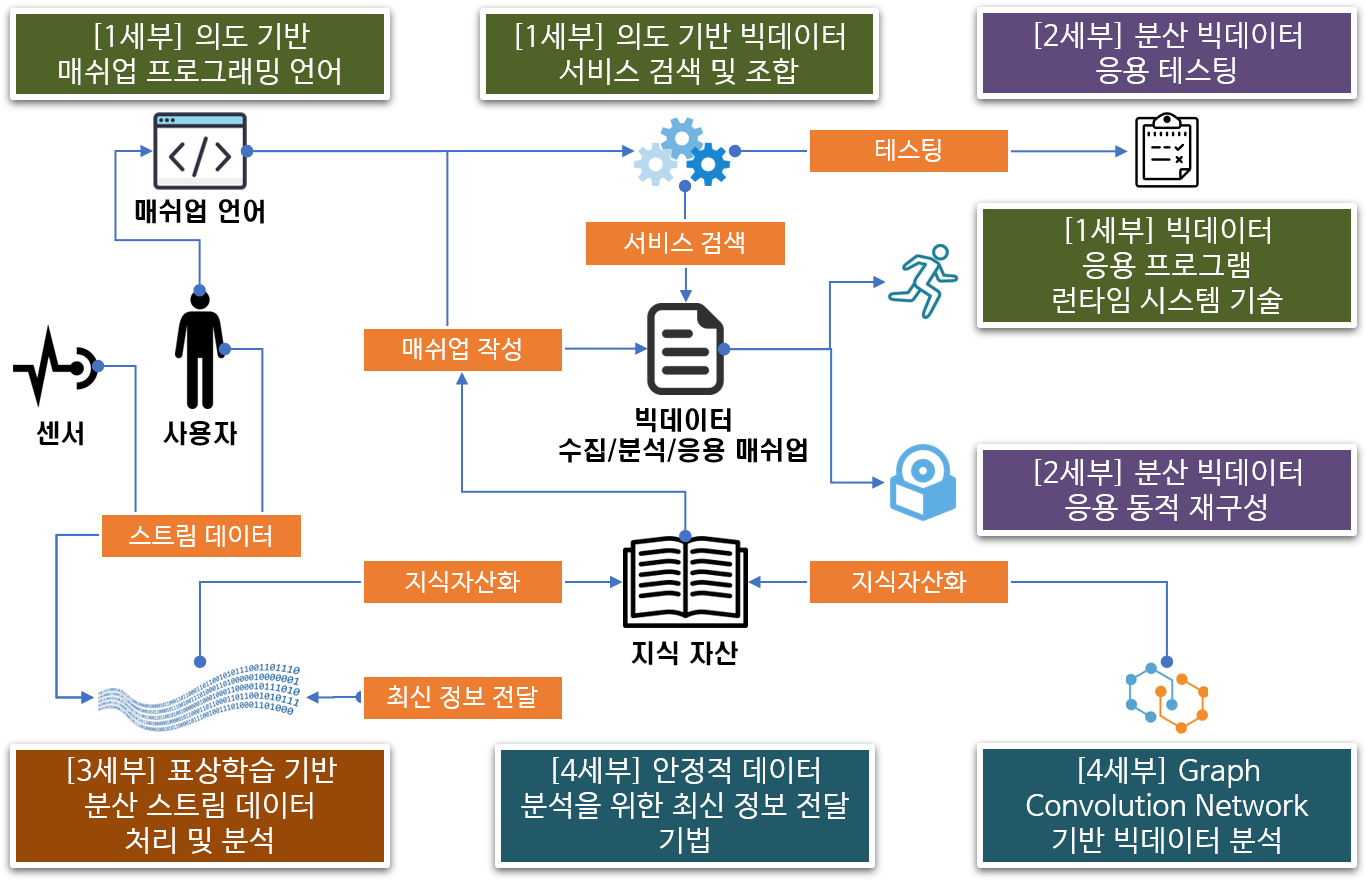 [1세부] 의도 기반
매쉬업 프로그래밍 언어
[1세부] 의도 기반 빅데이터
서비스 검색 및 조합
[2세부] 분산 빅데이터
응용 테스팅
테스팅
매쉬업 언어
서비스 검색
[1세부] 빅데이터
응용 프로그램
런타임 시스템 기술
매쉬업 작성
센서
사용자
빅데이터
수집/분석/응용 매쉬업
[2세부] 분산 빅데이터
응용 동적 재구성
스트림 데이터
지식자산화
지식자산화
지식 자산
최신 정보 전달
[3세부] 표상학습 기반
분산 스트림 데이터
처리 및 분석
[4세부] 안정적 데이터
분석을 위한 최신 정보 전달
기법
[4세부] Graph
Convolution Network
기반 빅데이터 분석